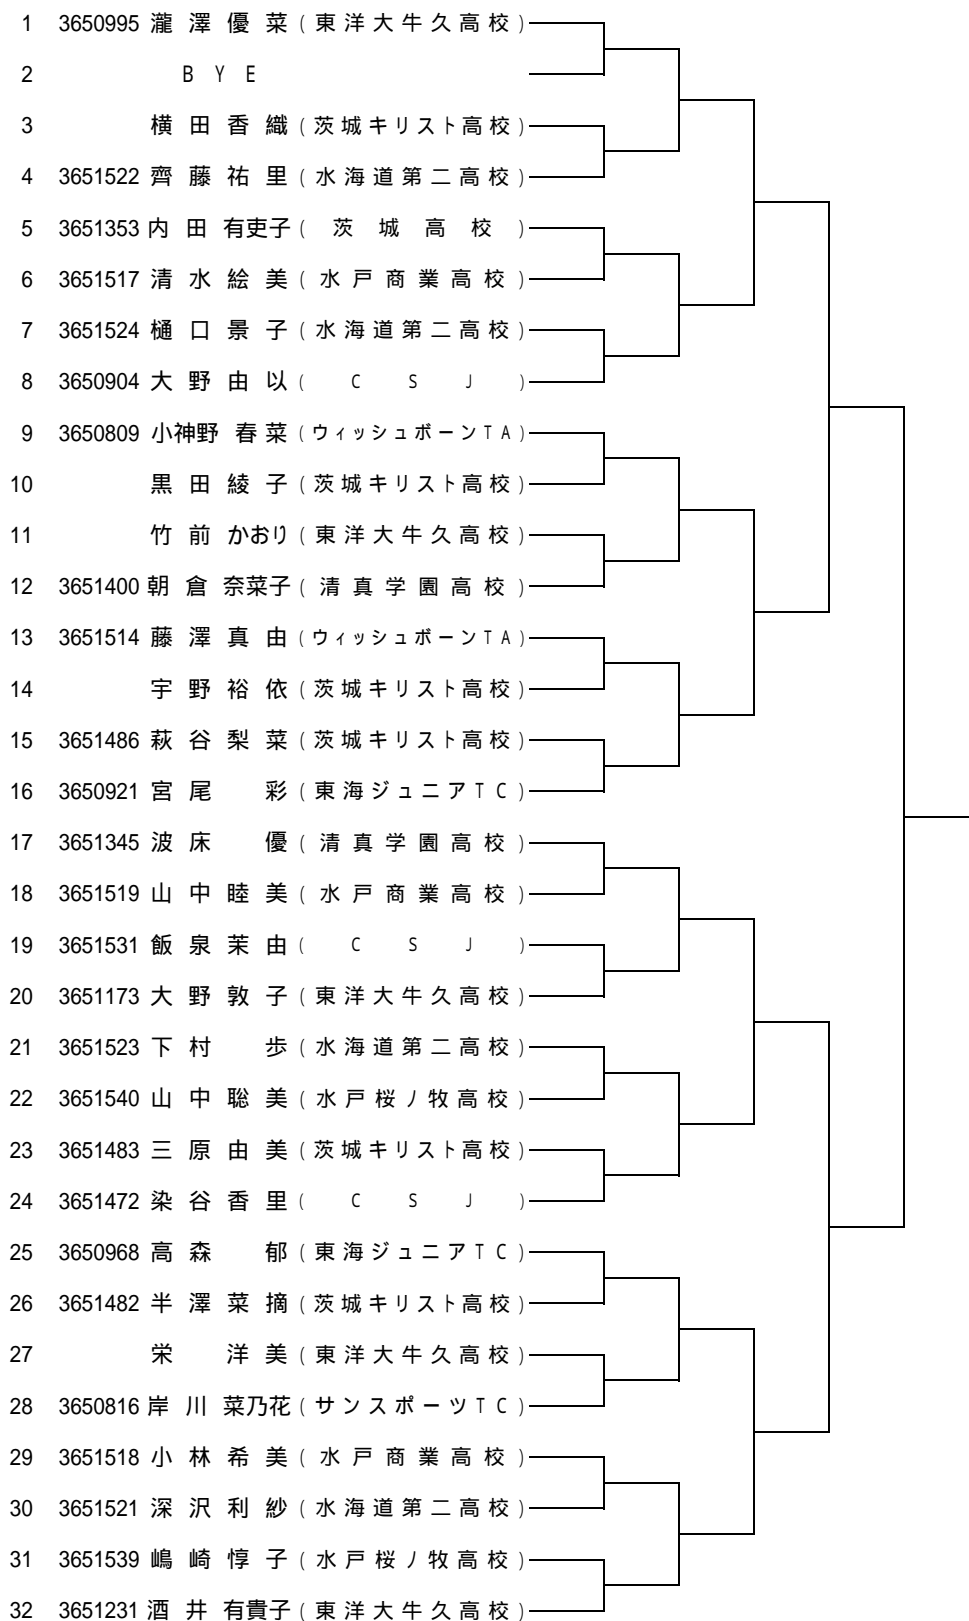 1 3650995 瀧澤優菜 (東洋大牛久高校)
2 BYE
3 横田香織 (茨城キリスト高校)
4 3651522 齊藤祐里 (水海道第二高校)
5 3651353 内田有吏子 (茨城高校)
6 3651517 清水絵美 (水戸商業高校)
7 3651524 樋口景子 (水海道第二高校)
8 3650904 大野由以 (CSJ)
9 3650809 小神野春菜 (ウィッシュボーンTA)
10 黒田綾子 (茨城キリスト高校)
11 竹前かおり (東洋大牛久高校)
12 3651400 朝倉奈菜子 (清真学園高校)
13 3651514 藤澤真由 (ウィッシュボーンTA)
14 宇野裕依 (茨城キリスト高校)
15 3651486 萩谷梨菜 (茨城キリスト高校)
16 3650921 宮尾彩 (東海ジュニアTC)
17 3651345 波床優 (清真学園高校)
18 3651519 山中睦美 (水戸商業高校)
19 3651531 飯泉茉由 (CSJ)
20 3651173 大野敦子 (東洋大牛久高校)
21 3651523 下村歩 (水海道第二高校)
22 3651540 山中聡美 (水戸桜ノ牧高校)
23 3651483 三原由美 (茨城キリスト高校)
24 3651472 染谷香里 (CSJ)
25 3650968 高森郁 (東海ジュニアTC)
26 3651482 半澤菜摘 (茨城キリスト高校)
27 栄洋美 (東洋大牛久高校)
28 3650816 岸川菜乃花 (サンスポーツTC)
29 3651518 小林希美 (水戸商業高校)
30 3651521 深沢利紗 (水海道第二高校)
31 3651539 嶋崎惇子 (水戸桜ノ牧高校)
32 3651231 酒井有貴子 (東洋大牛久高校)